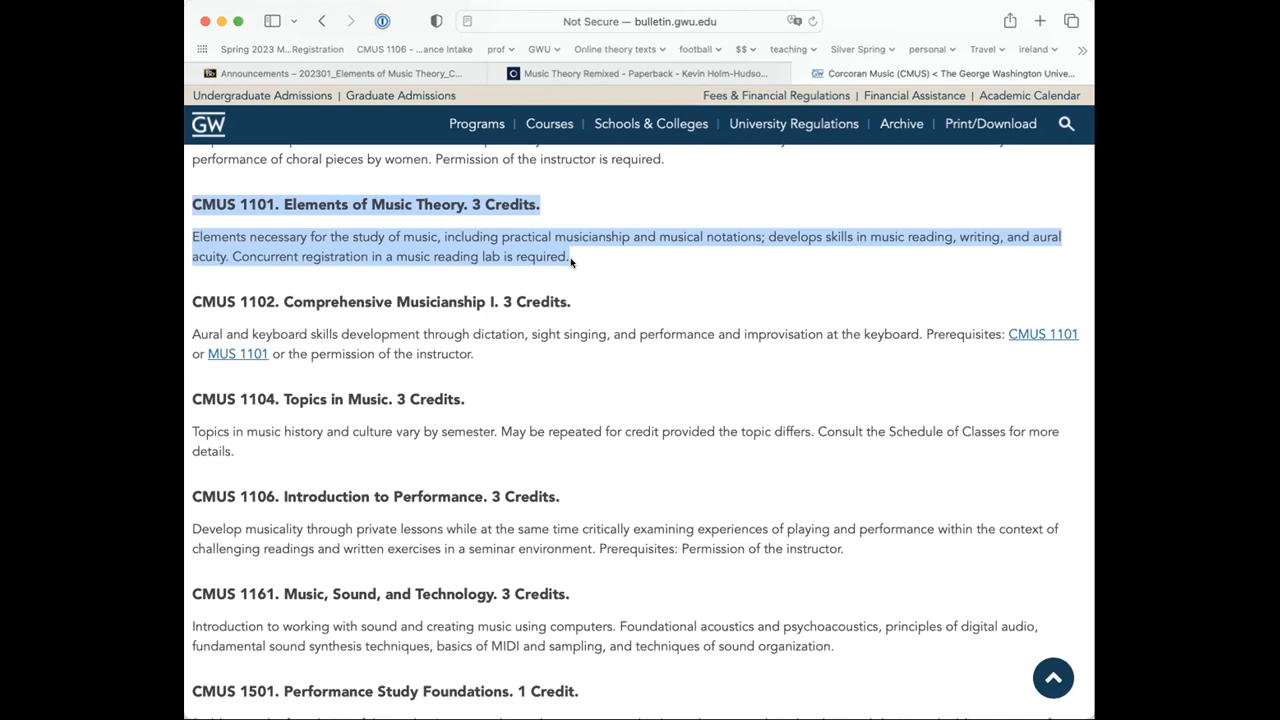 Not Secure — bulletin.gwu.edu
Spring 2023 M...Registration CMUS 1106 - ...ance Intake prof GWU Online theory texts football $$ teaching Silver Spring personal Travel ireland
Announcements – 202301_Elements of Music Theory_C... Music Theory Remixed - Paperback - Kevin Holm-Hudso... Corcoran Music (CMUS) < The George Washington Unive...
Undergraduate Admissions | Graduate Admissions Fees & Financial Regulations | Financial Assistance | Academic Calendar
GW Programs | Courses | Schools & Colleges | University Regulations | Archive | Print/Download
performance of choral pieces by women. Permission of the instructor is required.
CMUS 1101. Elements of Music Theory. 3 Credits.
Elements necessary for the study of music, including practical musicianship and musical notations; develops skills in music reading, writing, and aural
acuity. Concurrent registration in a music reading lab is required.
CMUS 1102. Comprehensive Musicianship I. 3 Credits.
Aural and keyboard skills development through dictation, sight singing, and performance and improvisation at the keyboard. Prerequisites: CMUS 1101
or MUS 1101 or the permission of the instructor.
CMUS 1104. Topics in Music. 3 Credits.
Topics in music history and culture vary by semester. May be repeated for credit provided the topic differs. Consult the Schedule of Classes for more
details.
CMUS 1106. Introduction to Performance. 3 Credits.
Develop musicality through private lessons while at the same time critically examining experiences of playing and performance within the context of
challenging readings and written exercises in a seminar environment. Prerequisites: Permission of the instructor.
CMUS 1161. Music, Sound, and Technology. 3 Credits.
Introduction to working with sound and creating music using computers. Foundational acoustics and psychoacoustics, principles of digital audio,
fundamental sound synthesis techniques, basics of MIDI and sampling, and techniques of sound organization.
CMUS 1501. Performance Study Foundations. 1 Credit.